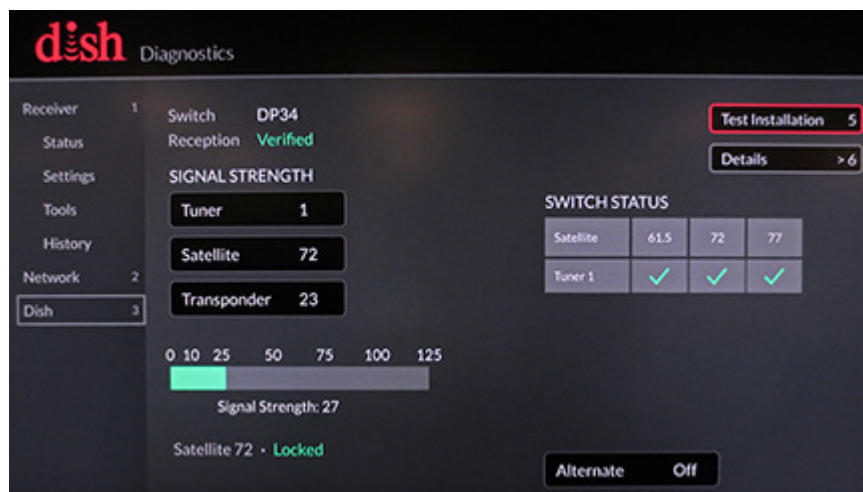 dish Diagnostics
Receiver 1
Status
Settings
Tools
History
Network 2
Dish 3
Switch DP34
Reception Verified
SIGNAL STRENGTH
Tuner 1
Satellite 72
Transponder 23
0 10 25 50 75 100 125
Signal Strength: 27
Satellite 72 • Locked
Test Installation 5
Details >6
SWITCH STATUS
Satellite 61.5 72 77
Tuner 1 ✓ ✓ ✓
Alternate Off